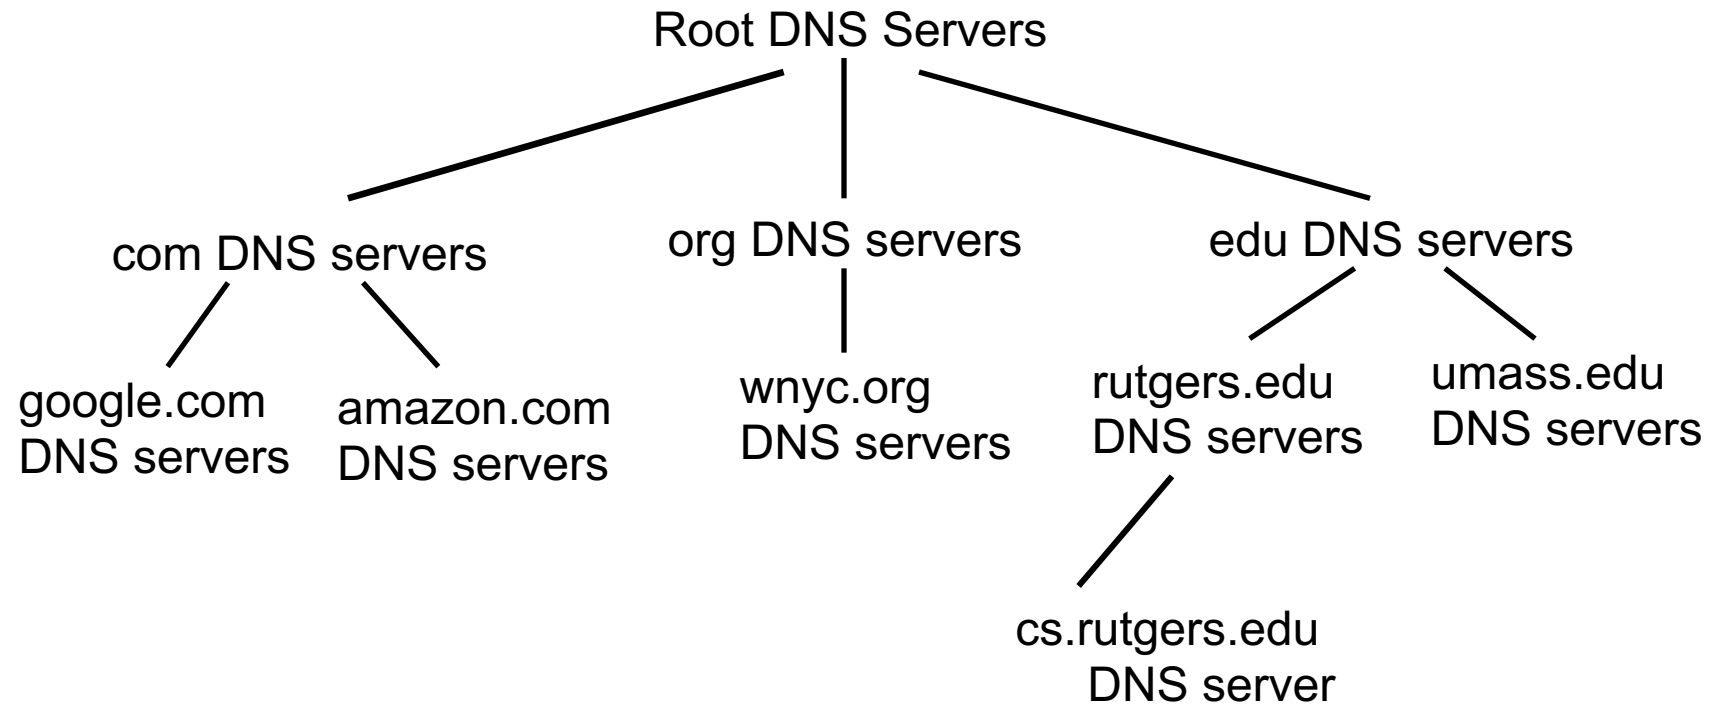 Root DNS Servers
com DNS servers
org DNS servers
edu DNS servers
google.com
DNS servers
amazon.com
DNS servers
wnyc.org
DNS servers
rutgers.edu
DNS servers
umass.edu
DNS servers
cs.rutgers.edu
DNS server